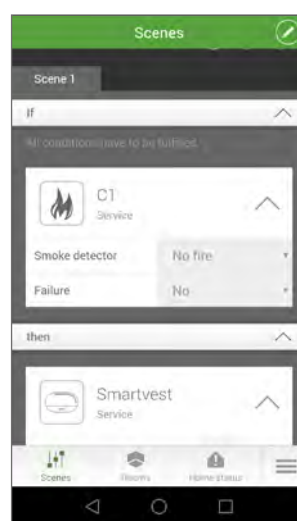 Scenes
Scene 1
If
All conditions have to be fulfilled.
C1
Service
Smoke detector No fire
Failure No
then
Smartvest
Service
Scenes Rooms Home status